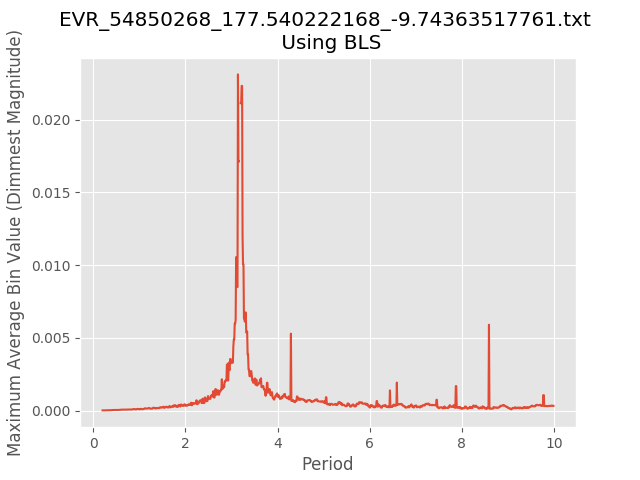 EVR_54850268_177.540222168_-9.74363517761.txt
Using BLS
Maximum Average Bin Value (Dimmest Magnitude)
0.020
0.015
0.010
0.005
0.000
0 2 4 6 8 10
Period